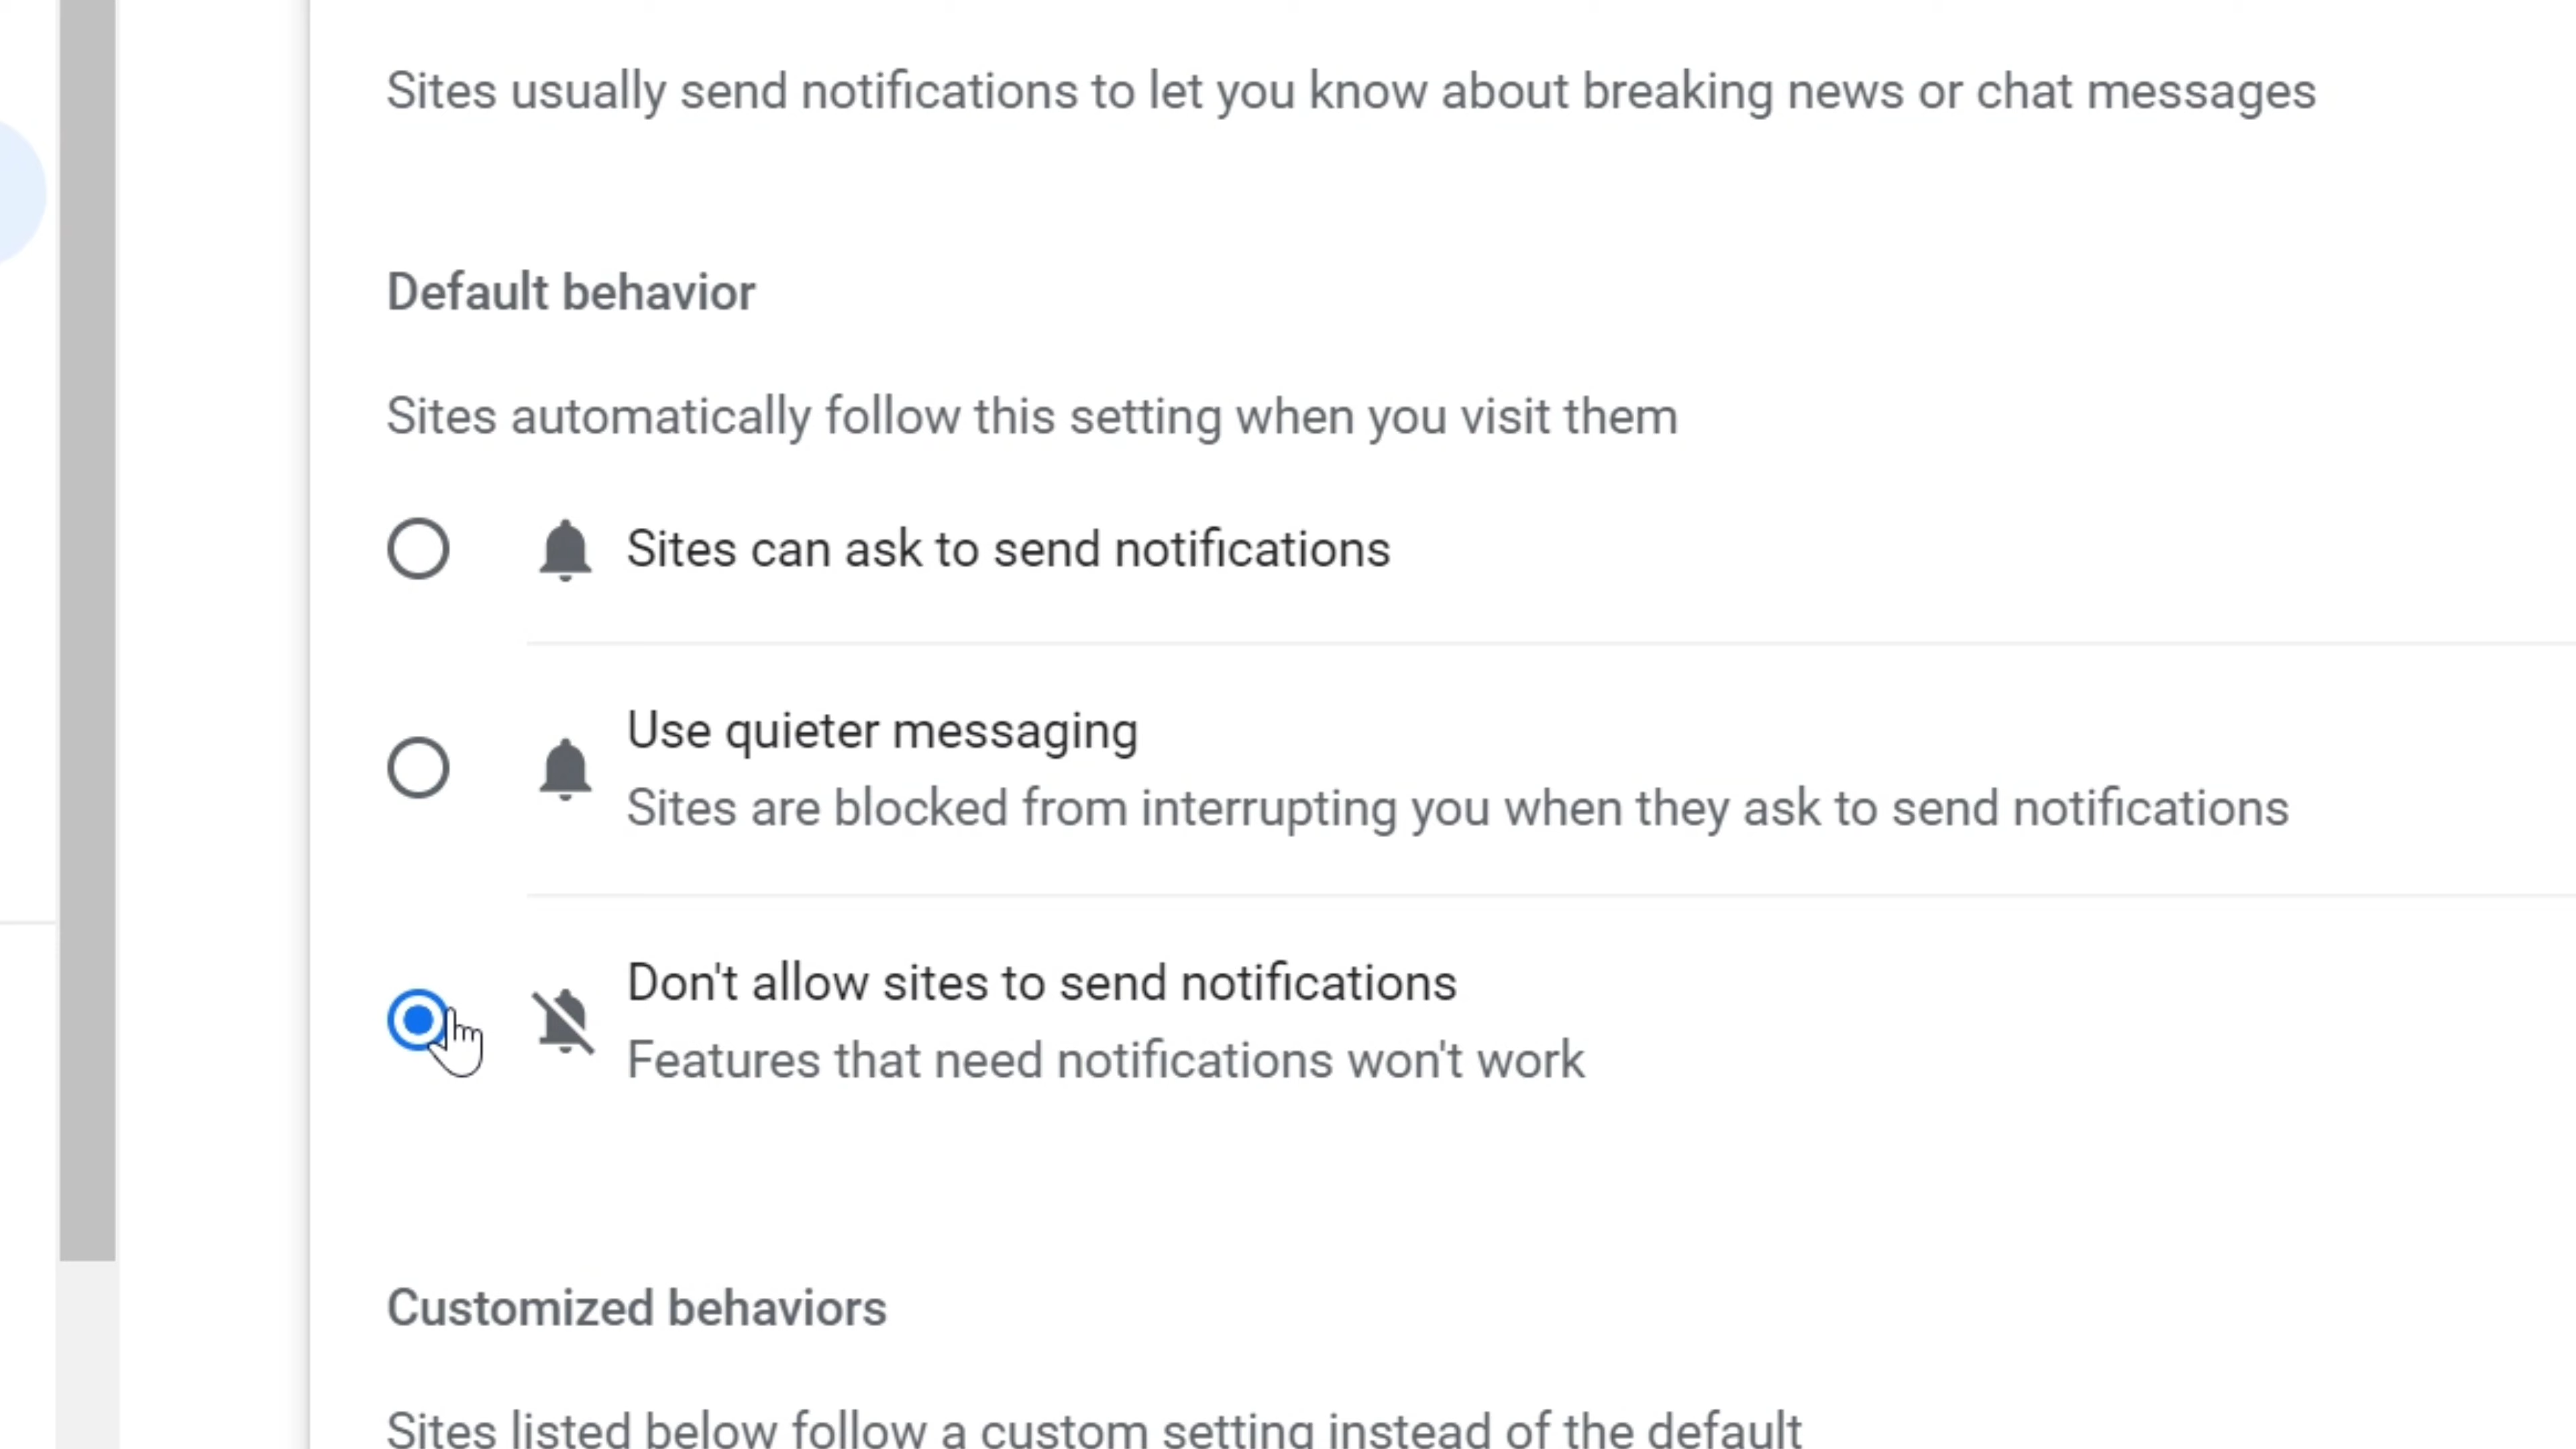 Sites usually send notifications to let you know about breaking news or chat messages
Default behavior
Sites automatically follow this setting when you visit them
Sites can ask to send notifications
Use quieter messaging
Sites are blocked from interrupting you when they ask to send notifications
Don't allow sites to send notifications
Features that need notifications won't work
Customized behaviors
Sites listed below follow a custom setting instead of the default